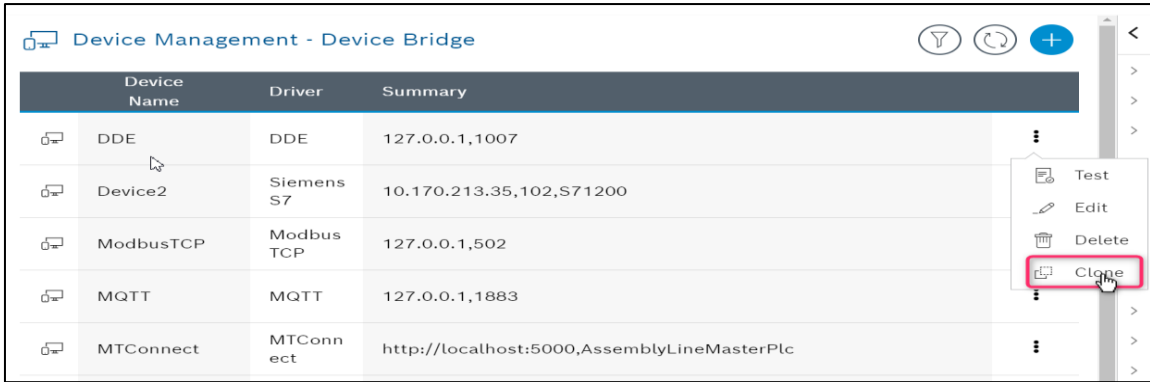 Device Management - Device Bridge
Device
Name
Driver
Summary
DDE
DDE
127.0.0.1,1007
Device2
Siemens
S7
10.170.213.35,102,S71200
ModbusTCP
Modbus
TCP
127.0.0.1,502
MQTT
MQTT
127.0.0.1,1883
MTConnect
MTConn
ect
http://localhost:5000,AssemblyLineMasterPlc
Test
Edit
Delete
Clone